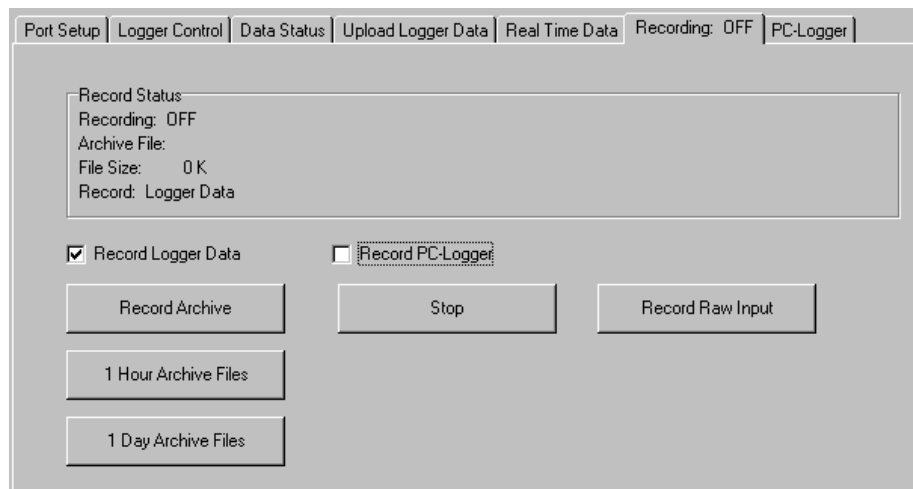 Port Setup Logger Control Data Status Upload Logger Data Real Time Data Recording: OFF PC-Logger
Record Status
Recording: OFF
Archive File:
File Size: 0 K
Record: Logger Data
Record Logger Data Record PC-Logger
Record Archive Stop Record Raw Input
1 Hour Archive Files
1 Day Archive Files